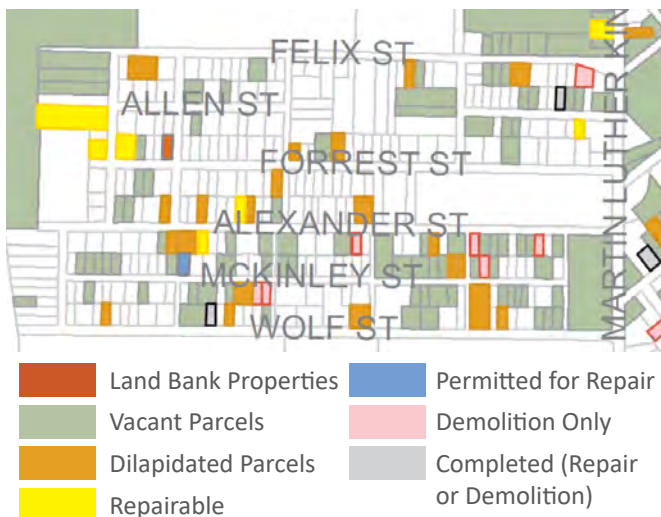 FELIX ST
ALLEN ST
FORREST ST
ALEXANDER ST
MCKINLEY ST
WOLF ST
MARTIN LUTHER KIN
Land Bank Properties
Vacant Parcels
Dilapidated Parcels
Repairable
Permitted for Repair
Demolition Only
Completed (Repair
or Demolition)